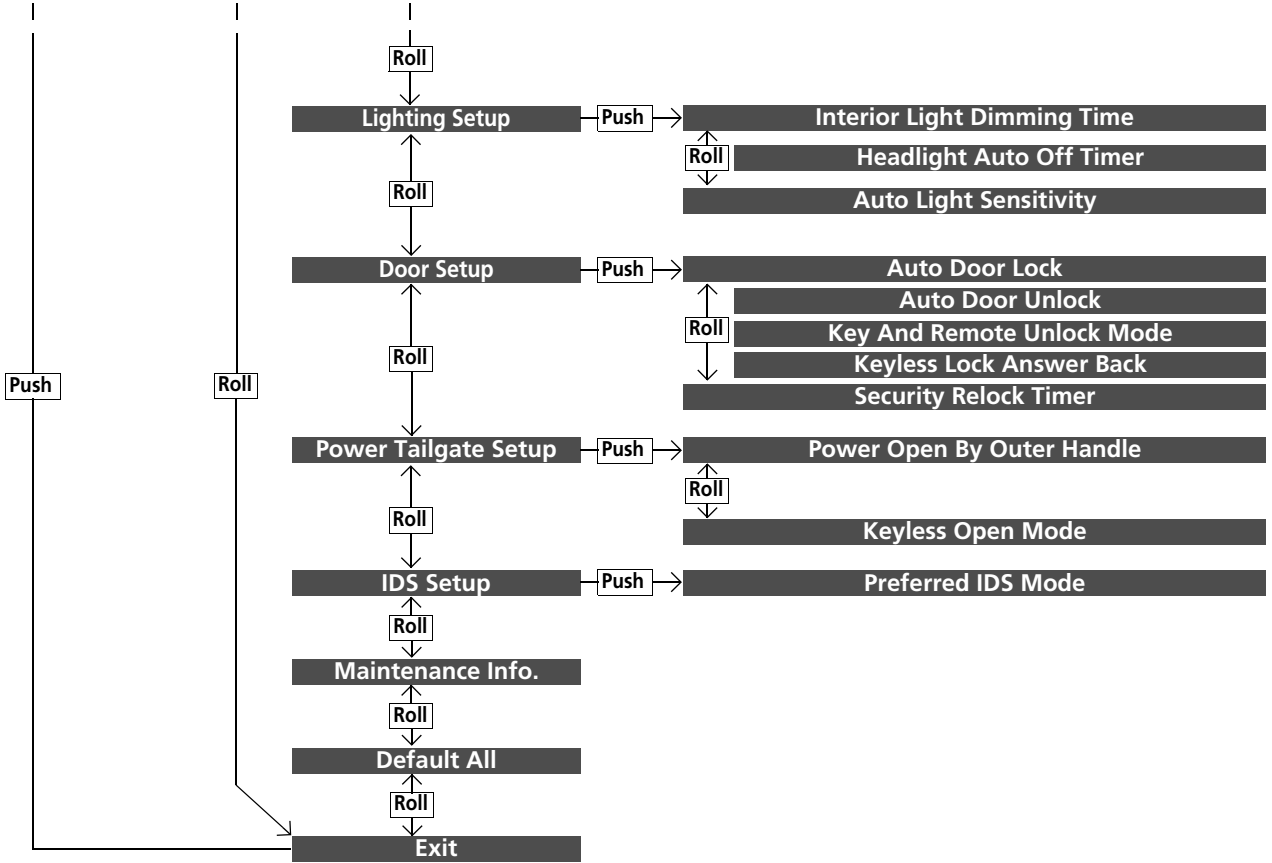 Roll
Lighting Setup
Push
Interior Light Dimming Time
Roll
Headlight Auto Off Timer
Auto Light Sensitivity
Roll
Door Setup
Push
Auto Door Lock
Auto Door Unlock
Roll
Key And Remote Unlock Mode
Keyless Lock Answer Back
Security Relock Timer
Roll
Push
Roll
Power Tailgate Setup
Push
Power Open By Outer Handle
Roll
Keyless Open Mode
Roll
IDS Setup
Push
Preferred IDS Mode
Roll
Maintenance Info.
Roll
Default All
Roll
Exit